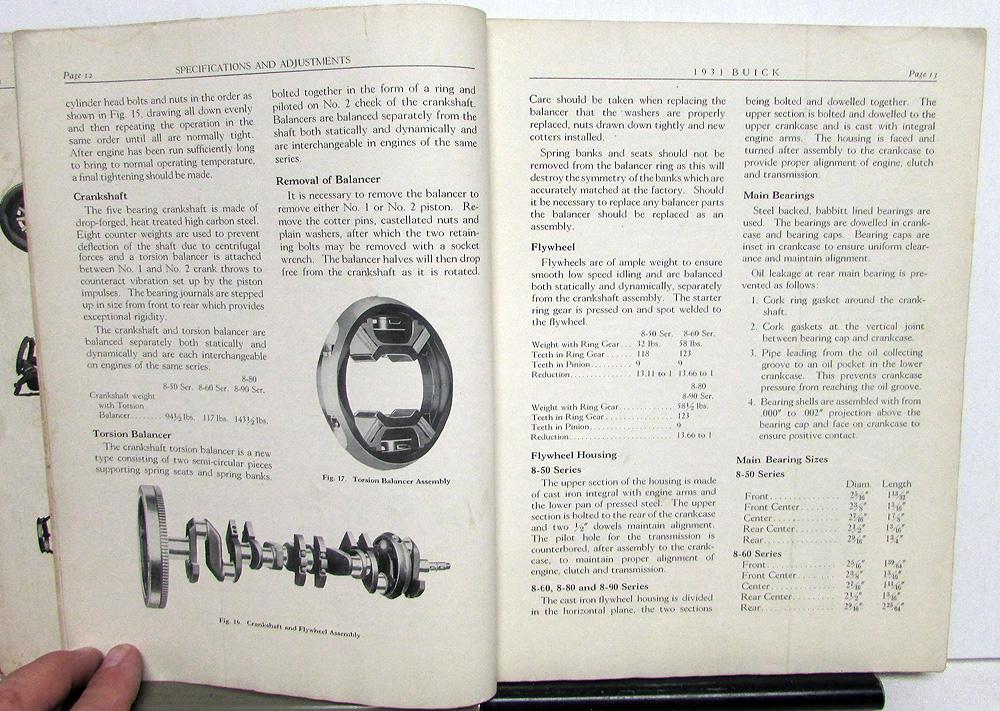 Page 12
SPECIFICATIONS AND ADJUSTMENTS
cylinder head bolts and nuts in the order as
shown in Fig. 15, drawing all down evenly
and then repeating the operation in the
same order until all are normally tight.
After engine has been run sufficiently long
to bring to normal operating temperature,
a final tightening should be made.
Crankshaft
The five bearing crankshaft is made of
drop-forged, heat treated high carbon steel.
Eight counter weights are used to prevent
deflection of the shaft due to centrifugal
forces and a torsion balancer is attached
between No. 1 and No. 2 crank throws to
counteract vibration set up by the piston
impulses. The bearing journals are stepped
up in size from front to rear which provides
exceptional rigidity.
The crankshaft and torsion balancer are
balanced separately both statically and
dynamically and are each interchangeable
on engines of the same series.
8-80
8-50 Ser. 8-60 Ser. 8-90 Ser.
Crankshaft weight
with Torsion
Balancer........ 94½ lbs. 117 lbs. 143½ lbs.
Torsion Balancer
The crankshaft torsion balancer is a new
type consisting of two semi-circular pieces
supporting spring seats and spring banks.
bolted together in the form of a ring and
piloted on No. 2 cheek of the crankshaft.
Balancers are balanced separately from the
shaft both statically and dynamically and
are interchangeable in engines of the same
series.
Removal of Balancer
It is necessary to remove the balancer to
remove either No. 1 or No. 2 piston. Re-
move the cotter pins, castellated nuts and
plain washers, after which the two retain-
ing bolts may be removed with a socket
wrench. The balancer halves will then drop
free from the crankshaft as it is rotated.
Fig. 17. Torsion Balancer Assembly
Fig. 16. Crankshaft and Flywheel Assembly
1931 BUICK
Page 13
Care should be taken when replacing the
balancer that the washers are properly
replaced, nuts drawn down tightly and new
cotters installed.
Spring banks and seats should not be
removed from the balancer ring as this will
destroy the symmetry of the banks which are
accurately matched at the factory. Should
it be necessary to replace any balancer parts
the balancer should be replaced as an
assembly.
Flywheel
Flywheels are of ample weight to ensure
smooth low speed idling and are balanced
both statically and dynamically, separately
from the crankshaft assembly. The starter
ring gear is pressed on and spot welded to
the flywheel.
8-50 Ser. 8-60 Ser.
Weight with Ring Gear... 32 lbs. 58 lbs.
Teeth in Ring Gear...... 118 123
Teeth in Pinion.......... 9 9
Reduction............... 13.11 to 1 13.66 to 1
8-80
8-90 Ser.
Weight with Ring Gear............ 58½ lbs.
Teeth in Ring Gear............... 123
Teeth in Pinion.................. 9
Reduction........................ 13.66 to 1
Flywheel Housing
8-50 Series
The upper section of the housing is made
of cast iron integral with engine arms and
the lower pan of pressed steel. The upper
section is bolted to the rear of the crankcase
and two ½" dowels maintain alignment.
The pilot hole for the transmission is
counterbored, after assembly to the crank-
case, to maintain proper alignment of
engine, clutch and transmission.
8-60, 8-80 and 8-90 Series
The cast iron flywheel housing is divided
in the horizontal plane, the two sections
being bolted and dowelled together. The
upper section is bolted and dowelled to the
upper crankcase and is cast with integral
engine arms. The housing is faced and
turned after assembly to the crankcase to
provide proper alignment of engine, clutch
and transmission.
Main Bearings
Steel backed, babbitt lined bearings are
used. The bearings are dowelled in crank-
case and bearing caps. Bearing caps are
inset in crankcase to ensure uniform clear-
ance and maintain alignment.
Oil leakage at rear main bearing is pre-
vented as follows:
1. Cork ring gasket around the crank-
shaft.
2. Cork gaskets at the vertical joint
between bearing cap and crankcase.
3. Pipe leading from the oil collecting
groove to an oil pocket in the lower
crankcase. This prevents crankcase
pressure from reaching the oil groove.
4. Bearing shells are assembled with from
.000" to .002" projection above the
bearing cap and face on crankcase to
ensure positive contact.
Main Bearing Sizes
8-50 Series
Diam. Length
Front
Front Center
Center
Rear Center
Rear
8-60 Series
Front
Front Center
Center
Rear Center
Rear